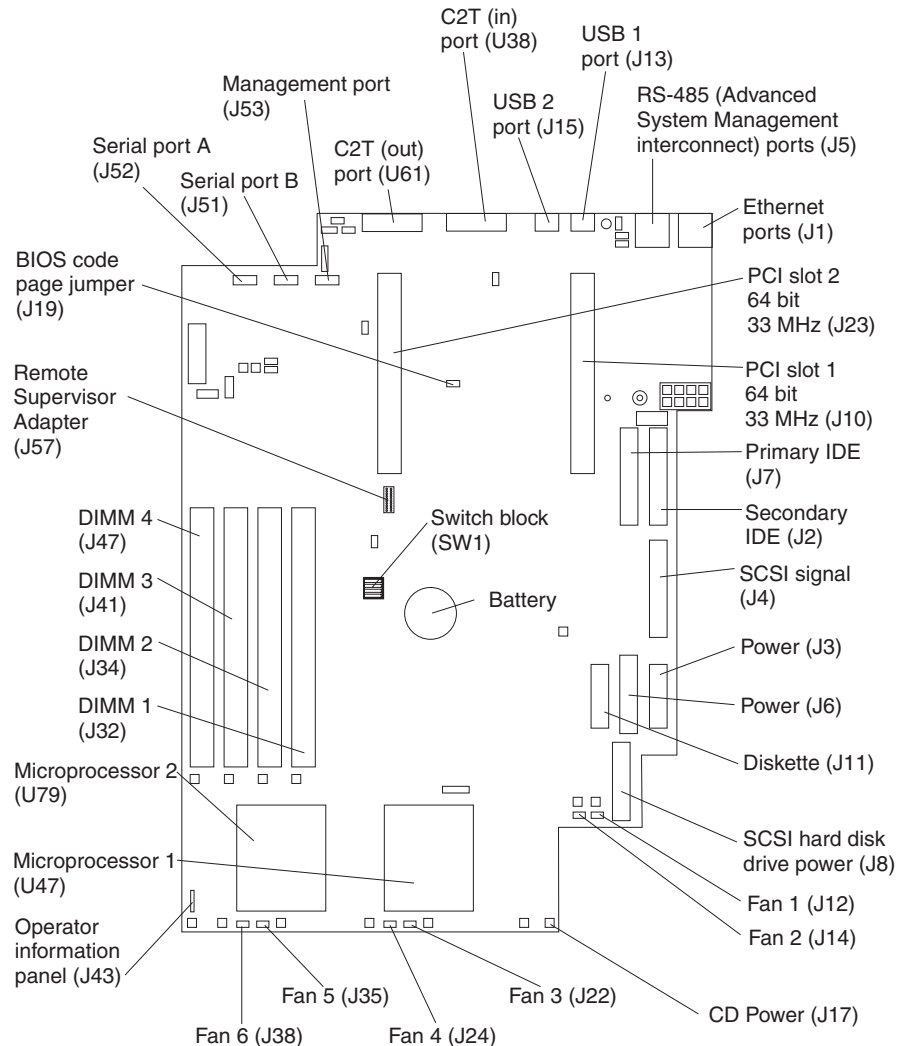 C2T (in)
port (U38)
USB 1
port (J13)
Management port
(J53)
USB 2
port (J15)
RS-485 (Advanced
System Management
interconnect) ports (J5)
Serial port A
(J52)
C2T (out)
port (U61)
Serial port B
(J51)
Ethernet
ports (J1)
BIOS code
page jumper
(J19)
PCI slot 2
64 bit
33 MHz (J23)
Remote
Supervisor
Adapter
(J57)
PCI slot 1
64 bit
33 MHz (J10)
Primary IDE
(J7)
DIMM 4
(J47)
Switch block
(SW1)
Secondary
IDE (J2)
DIMM 3
(J41)
Battery
SCSI signal
(J4)
DIMM 2
(J34)
Power (J3)
DIMM 1
(J32)
Power (J6)
Microprocessor 2
(U79)
Diskette (J11)
Microprocessor 1
(U47)
SCSI hard disk
drive power (J8)
Fan 1 (J12)
Operator
information
panel (J43)
Fan 2 (J14)
Fan 5 (J35)
Fan 3 (J22)
CD Power (J17)
Fan 6 (J38)
Fan 4 (J24)